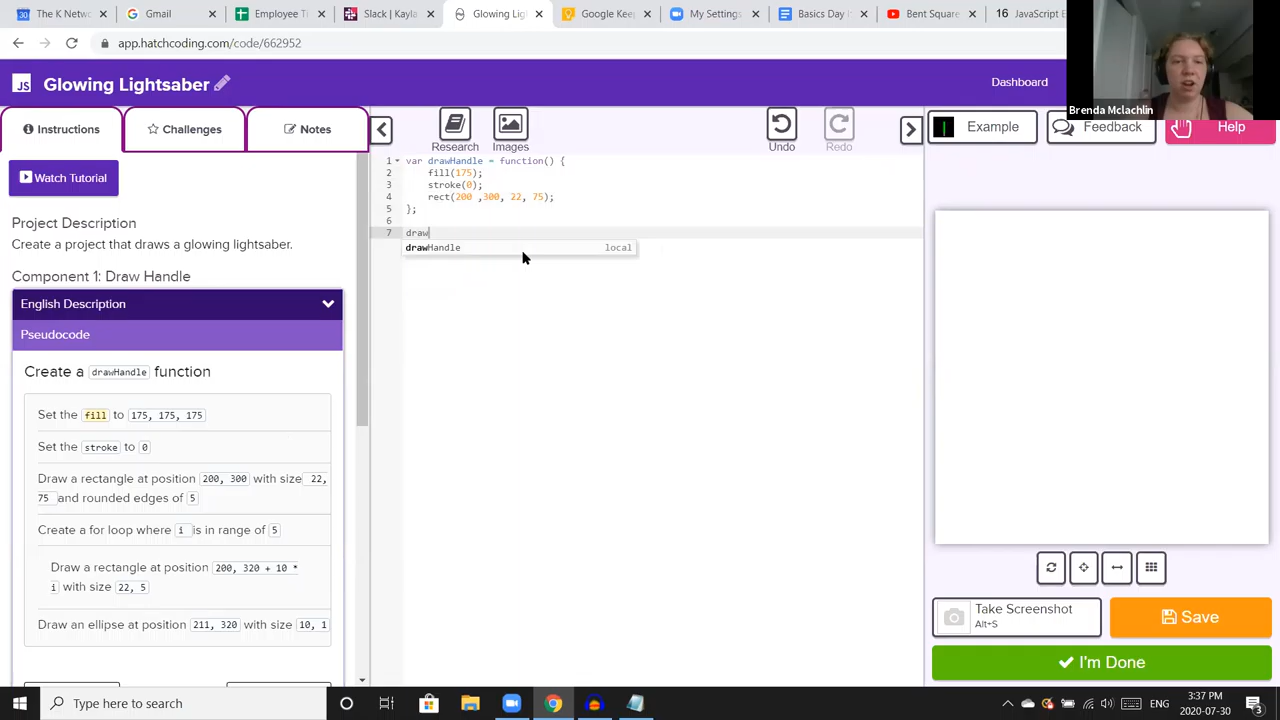 The K Netwo
Gmail
Employee Ti
Slack | Kayla
Glowing Lig
Google Keep
My Settings
Basics Day
Bent Square
16 JavaScript E
app.hatchcoding.com/code/662952
JS Glowing Lightsaber
Dashboard
Brenda Mclachlin
Instructions
Challenges
Notes
Research
Images
Undo
Redo
Example
Feedback
Help
Watch Tutorial
Project Description
Create a project that draws a glowing lightsaber.
Component 1: Draw Handle
English Description
Pseudocode
Create a drawHandle function
Set the fill to 175, 175, 175
Set the stroke to 0
Draw a rectangle at position 200, 300 with size 22,
75 and rounded edges of 5
Create a for loop where i is in range of 5
Draw a rectangle at position 200, 320 + 10 *
i with size 22, 5
Draw an ellipse at position 211, 320 with size 10, 1
1 var drawHandle = function() {
2 fill(175);
3 stroke(0);
4 rect(200 ,300, 22, 75);
5 };
6
7 draw
drawHandle local
Take Screenshot
Alt+S
Save
I'm Done
Type here to search
ENG
3:37 PM
2020-07-30
3